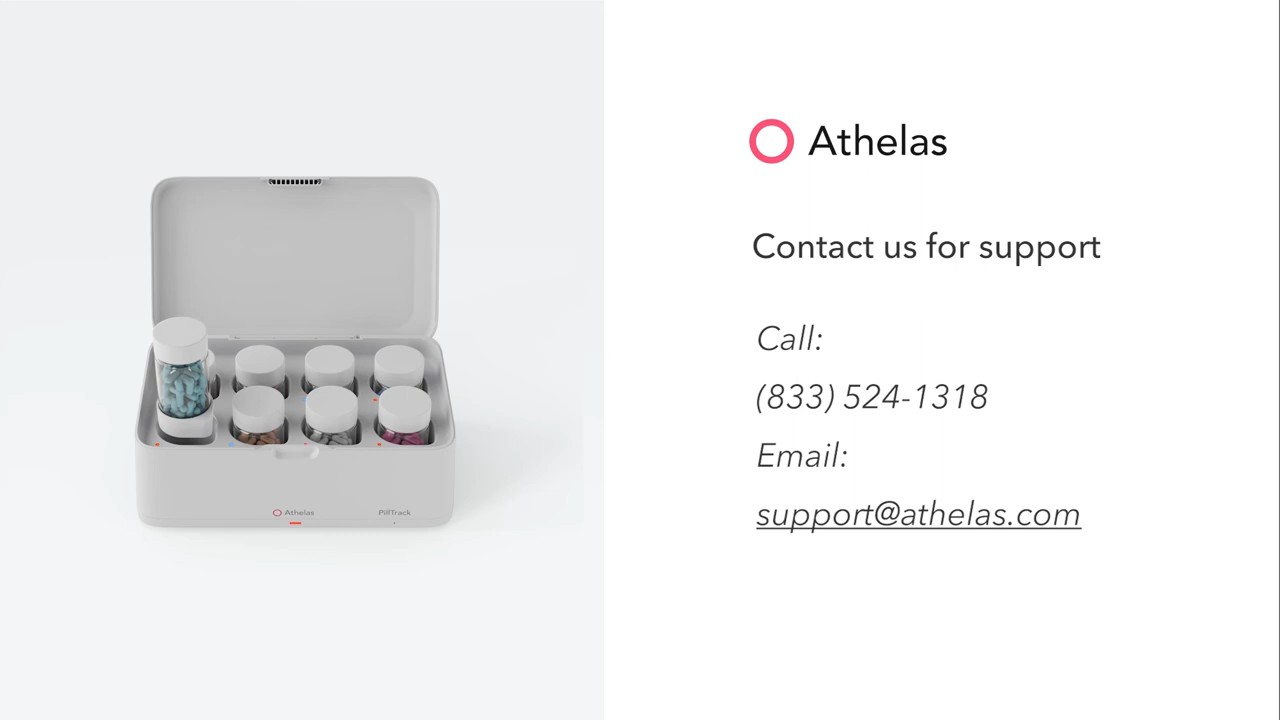 Athelas
Contact us for support
Call:
(833) 524-1318
Email:
support@athelas.com
Athelas
PillTrack